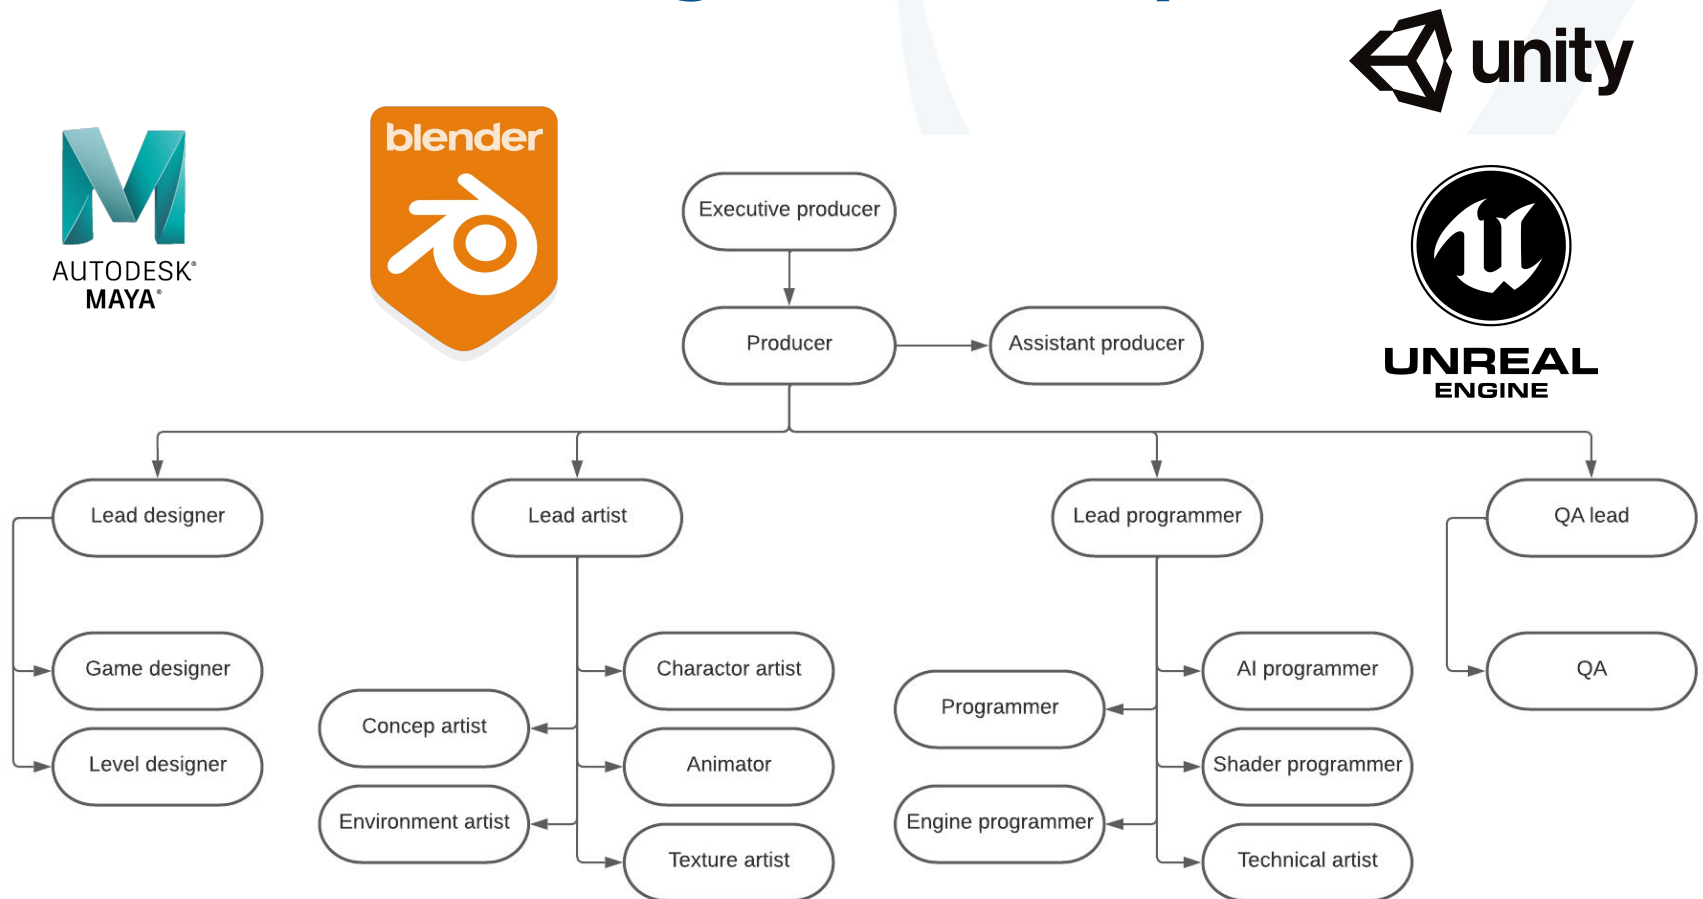 unity
blender
AUTODESK®
MAYA®
UNREAL
ENGINE
Executive producer
Producer
Assistant producer
Lead designer
Lead artist
Lead programmer
QA lead
Game designer
Level designer
Charactor artist
Concep artist
Animator
Environment artist
Texture artist
AI programmer
Programmer
Shader programmer
Engine programmer
Technical artist
QA